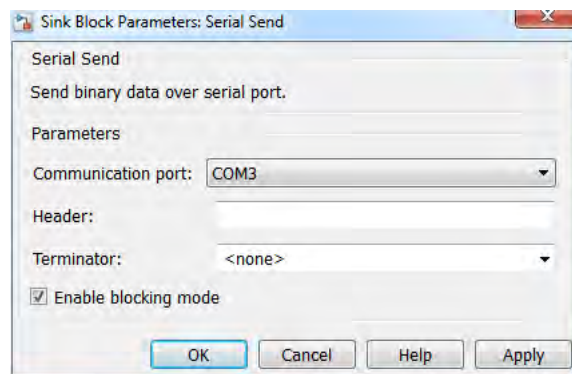 Sink Block Parameters: Serial Send
Serial Send
Send binary data over serial port.
Parameters
Communication port: COM3
Header:
Terminator: <none>
Enable blocking mode
OK Cancel Help Apply